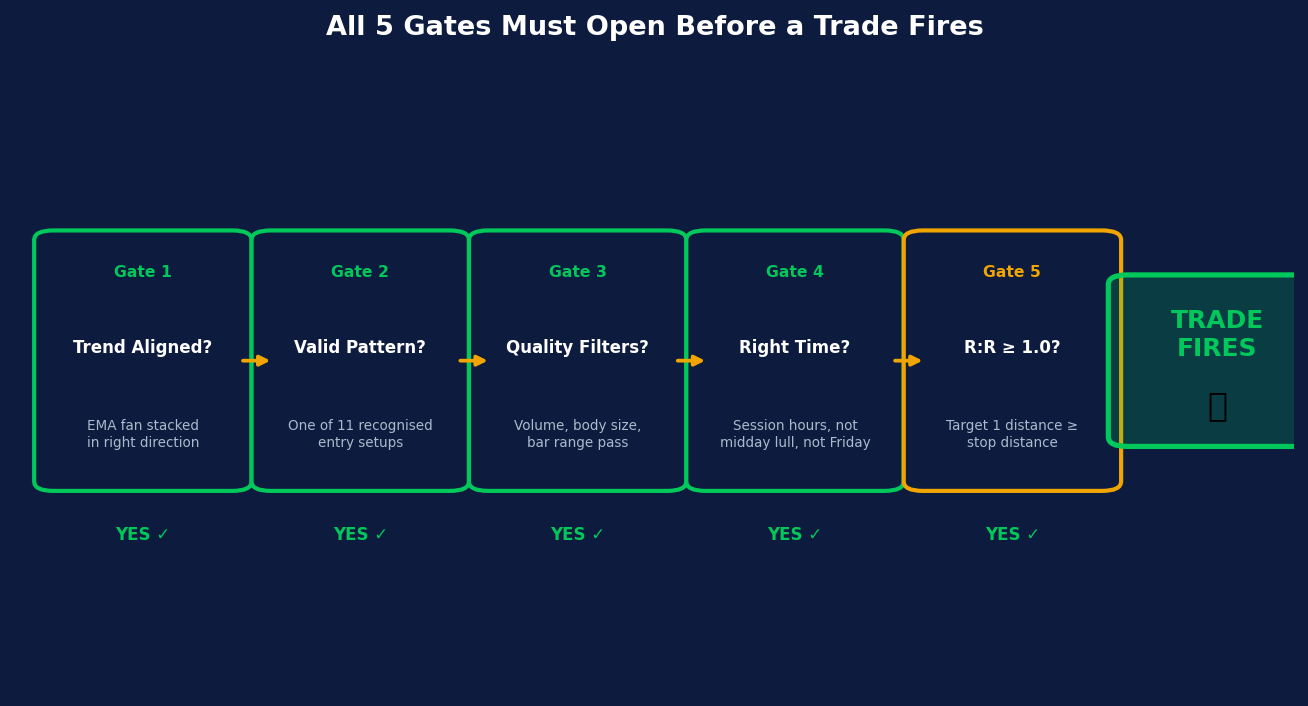 All 5 Gates Must Open Before a Trade Fires
Gate 1
Trend Aligned?
EMA fan stacked
in right direction
YES ✓
Gate 2
Valid Pattern?
One of 11 recognised
entry setups
YES ✓
Gate 3
Quality Filters?
Volume, body size,
bar range pass
YES ✓
Gate 4
Right Time?
Session hours, not
midday lull, not Friday
YES ✓
Gate 5
R:R ≥ 1.0?
Target 1 distance ≥
stop distance
YES ✓
TRADE
FIRES